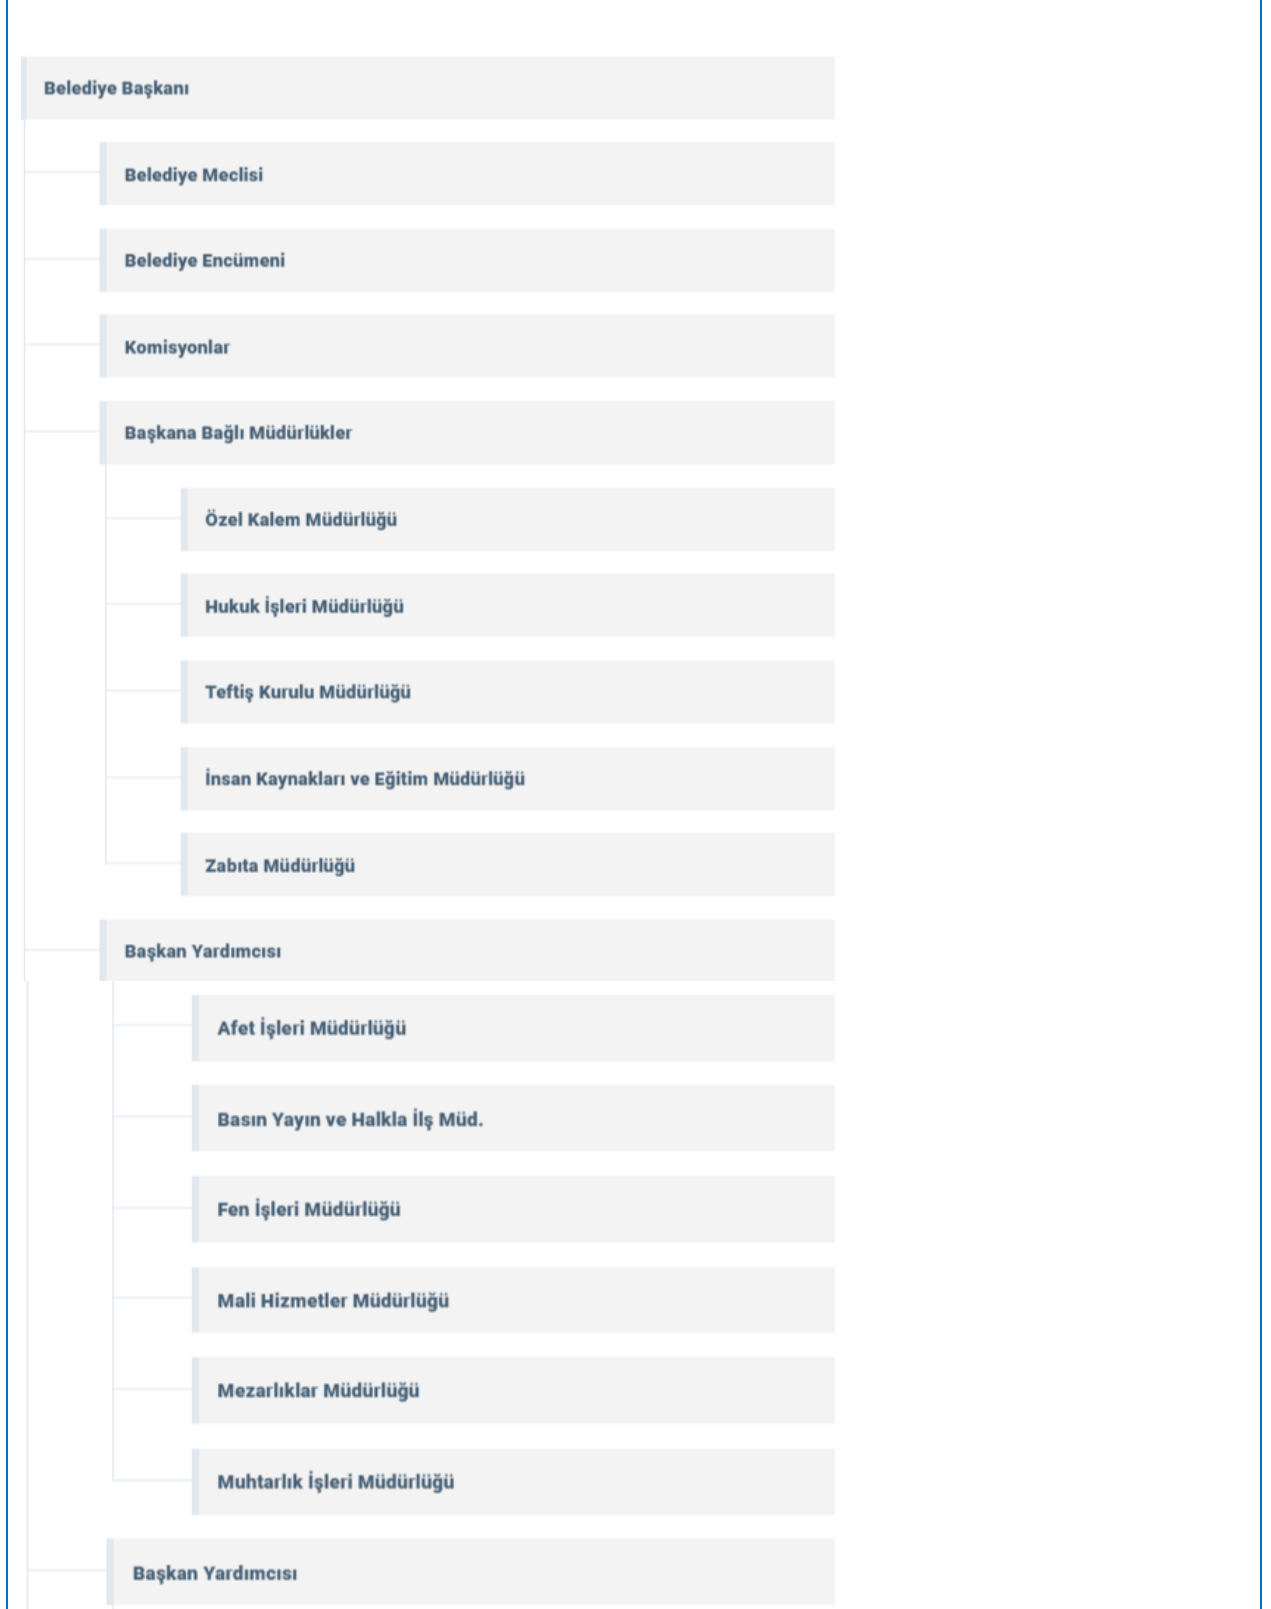 Belediye Başkanı
Belediye Meclisi
Belediye Encümeni
Komisyonlar
Başkana Bağlı Müdürlükler
Özel Kalem Müdürlüğü
Hukuk İşleri Müdürlüğü
Teftiş Kurulu Müdürlüğü
İnsan Kaynakları ve Eğitim Müdürlüğü
Zabıta Müdürlüğü
Başkan Yardımcısı
Afet İşleri Müdürlüğü
Basın Yayın ve Halkla İlş Müd.
Fen İşleri Müdürlüğü
Mali Hizmetler Müdürlüğü
Mezarlıklar Müdürlüğü
Muhtarlık İşleri Müdürlüğü
Başkan Yardımcısı